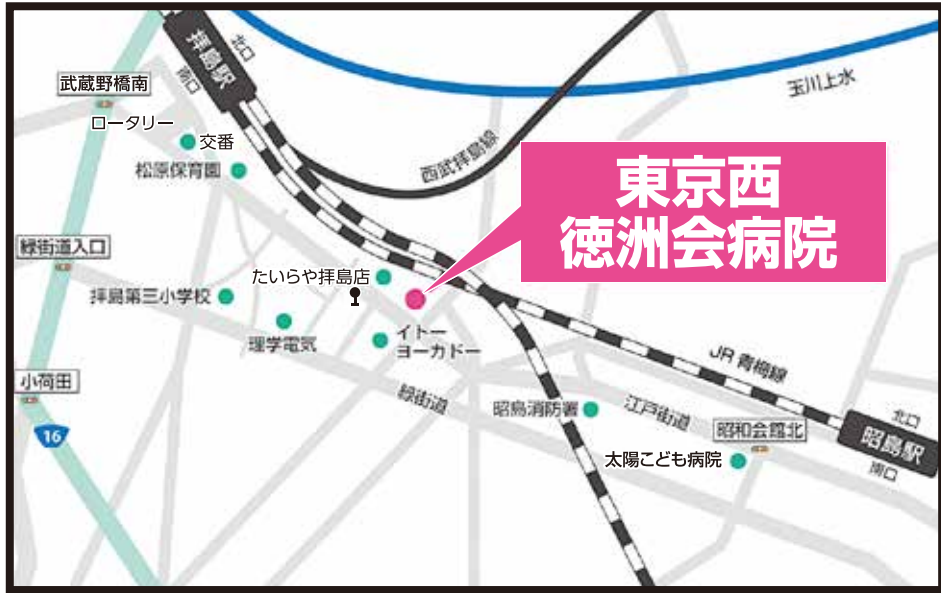 北口
拝島駅
南口
武蔵野橋南
ロータリー
交番
松原保育園
玉川上水
西武拝島線
東京西
徳洲会病院
緑街道入口
たいらや拝島店
拝島第三小学校
理学電気
イトー
ヨーカドー
小荷田
16
緑街道
JR 青梅線
昭島消防署
江戸街道
昭和会館北
太陽こども病院
北口
昭島駅
南口